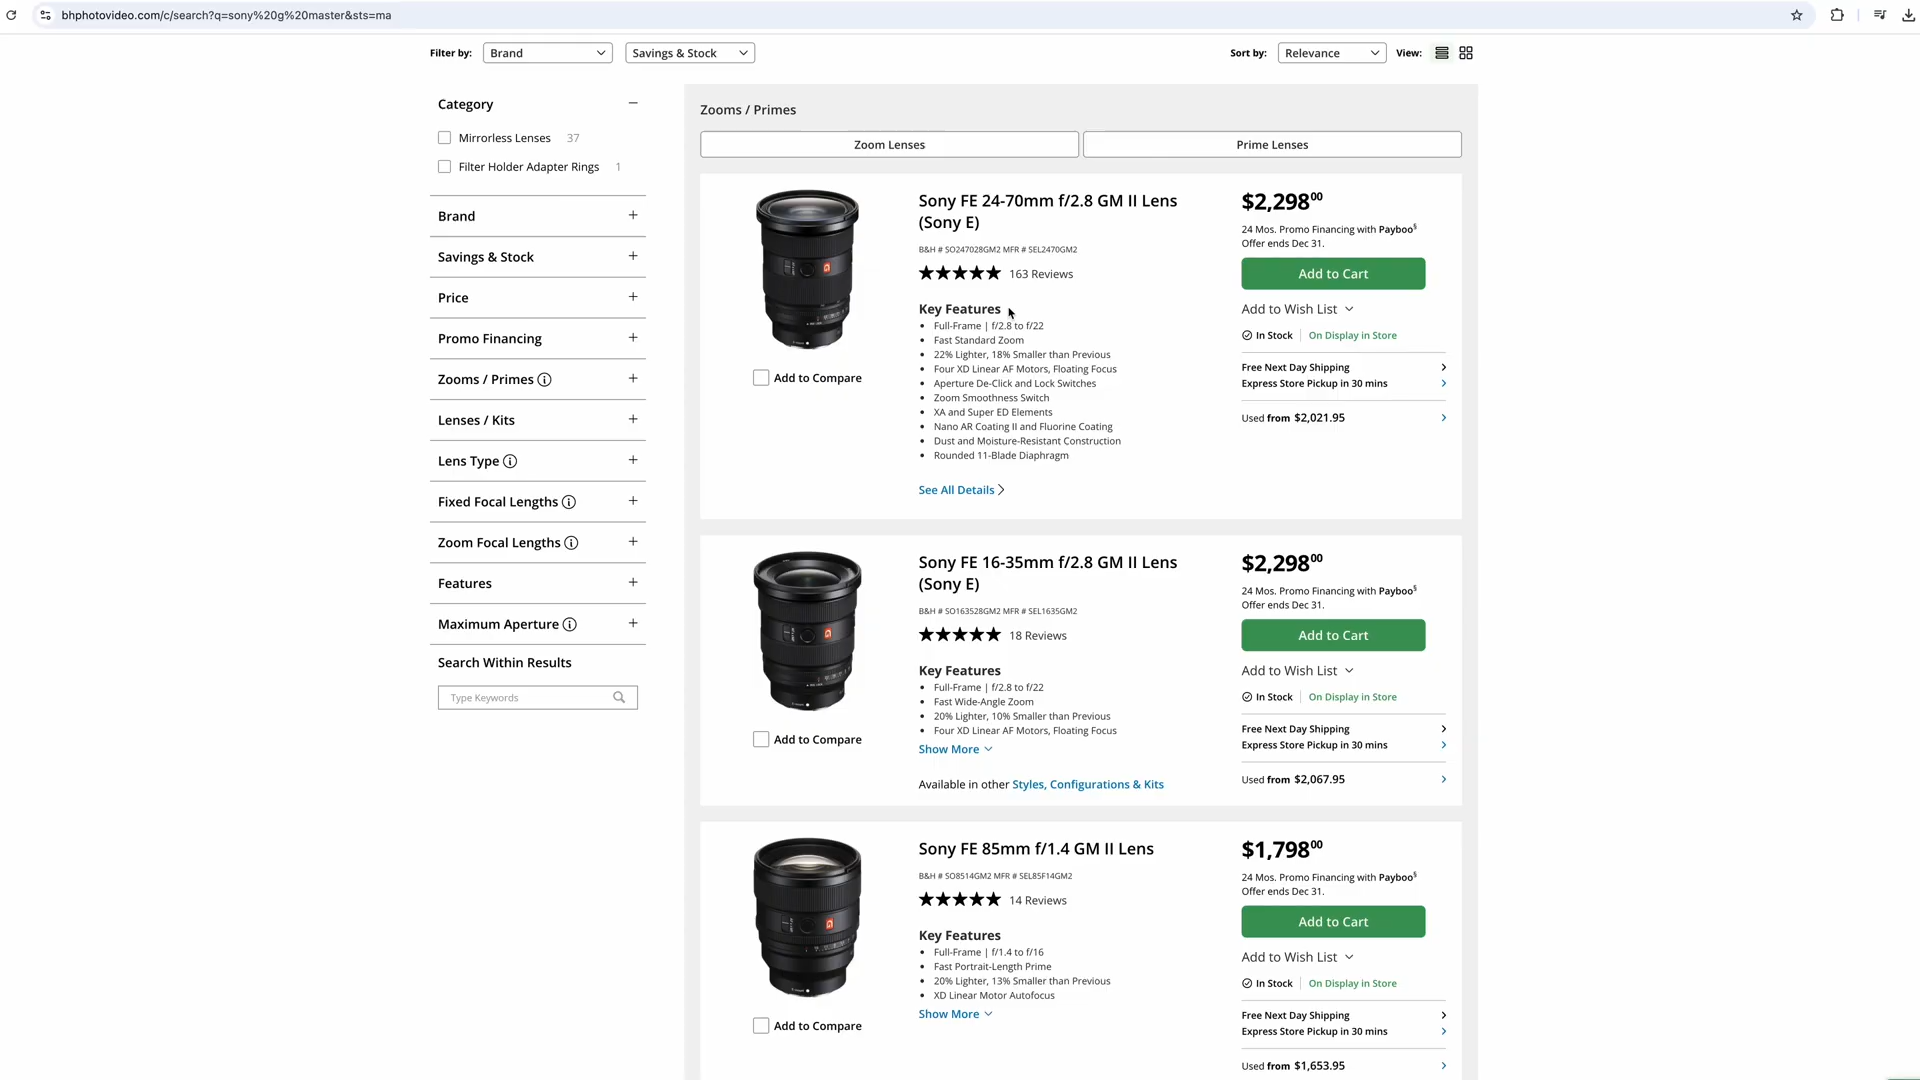 bhphotovideo.com/c/search?q=sony%20g%20master&sts=ma
Filter by:
Brand
Savings & Stock
Sort by:
Relevance
View:
Category
Mirrorless Lenses 37
Filter Holder Adapter Rings 1
Brand
Savings & Stock
Price
Promo Financing
Zooms / Primes
Lenses / Kits
Lens Type
Fixed Focal Lengths
Zoom Focal Lengths
Features
Maximum Aperture
Search Within Results
Type Keywords
Zooms / Primes
Zoom Lenses
Prime Lenses
Sony FE 24-70mm f/2.8 GM II Lens
(Sony E)
B&H # SO247028GM2 MFR # SEL2470GM2
163 Reviews
Key Features
Full-Frame | f/2.8 to f/22
Fast Standard Zoom
22% Lighter, 18% Smaller than Previous
Four XD Linear AF Motors, Floating Focus
Aperture De-Click and Lock Switches
Zoom Smoothness Switch
XA and Super ED Elements
Nano AR Coating II and Fluorine Coating
Dust and Moisture-Resistant Construction
Rounded 11-Blade Diaphragm
See All Details
Add to Compare
$2,298⁰⁰
24 Mos. Promo Financing with Payboo§
Offer ends Dec 31.
Add to Cart
Add to Wish List
In Stock | On Display in Store
Free Next Day Shipping
Express Store Pickup in 30 mins
Used from $2,021.95
Sony FE 16-35mm f/2.8 GM II Lens
(Sony E)
B&H # SO163528GM2 MFR # SEL1635GM2
18 Reviews
Key Features
Full-Frame | f/2.8 to f/22
Fast Wide-Angle Zoom
20% Lighter, 10% Smaller than Previous
Four XD Linear AF Motors, Floating Focus
Show More
Available in other Styles, Configurations & Kits
Add to Compare
$2,298⁰⁰
24 Mos. Promo Financing with Payboo§
Offer ends Dec 31.
Add to Cart
Add to Wish List
In Stock | On Display in Store
Free Next Day Shipping
Express Store Pickup in 30 mins
Used from $2,067.95
Sony FE 85mm f/1.4 GM II Lens
B&H # SO8514GM2 MFR # SEL85F14GM2
14 Reviews
Key Features
Full-Frame | f/1.4 to f/16
Fast Portrait-Length Prime
20% Lighter, 13% Smaller than Previous
XD Linear Motor Autofocus
Show More
Add to Compare
$1,798⁰⁰
24 Mos. Promo Financing with Payboo§
Offer ends Dec 31.
Add to Cart
Add to Wish List
In Stock | On Display in Store
Free Next Day Shipping
Express Store Pickup in 30 mins
Used from $1,653.95